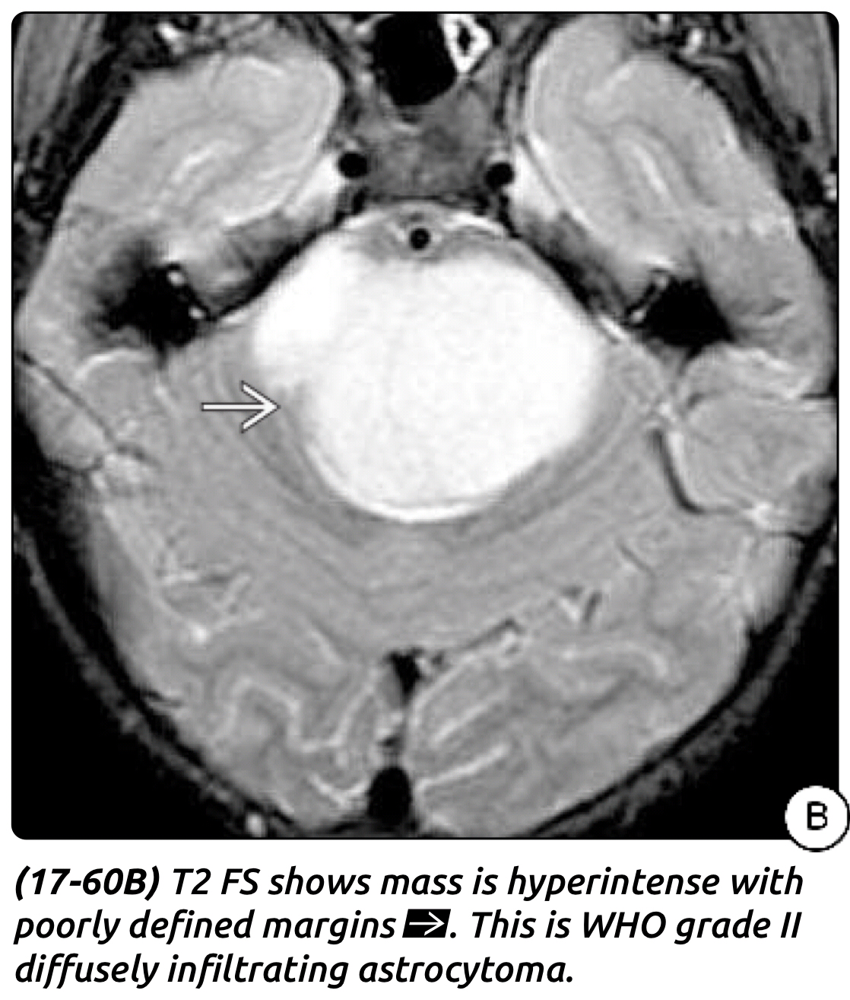 B
(17-60B) T2 FS shows mass is hyperintense with
poorly defined margins ➡. This is WHO grade II
diffusely infiltrating astrocytoma.